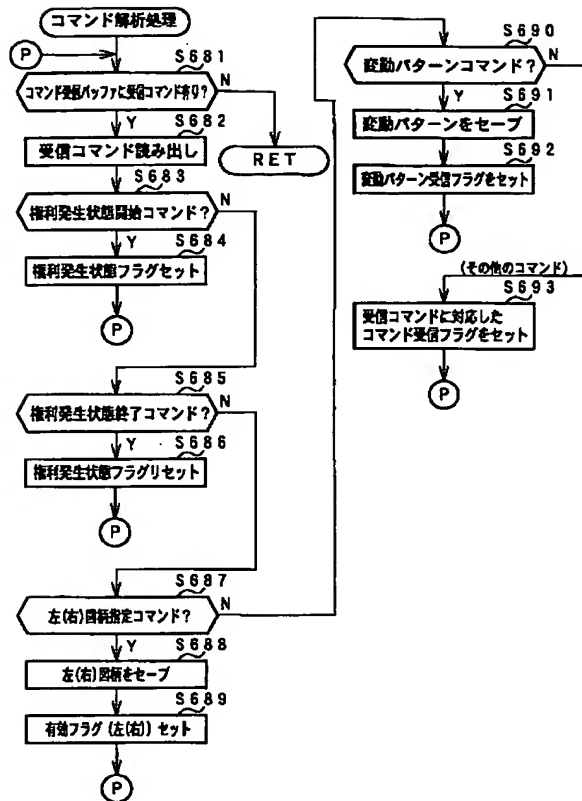 コマンド解析処理
P
S681
コマンド受信バッファに受信コマンド有り?
N
Y
S682
受信コマンド読み出し
RET
S683
権利発生状態開始コマンド?
N
Y
S684
権利発生状態フラグセット
P
S685
権利発生状態終了コマンド?
N
Y
S686
権利発生状態フラグリセット
P
S687
左(右)図柄指定コマンド?
N
Y
S688
左(右)図柄をセーブ
S689
有効フラグ(左(右))セット
P
S690
変動パターンコマンド?
N
Y
S691
変動パターンをセーブ
S692
変動パターン受信フラグをセット
P
(その他のコマンド)
S693
受信コマンドに対応した
コマンド受信フラグをセット
P